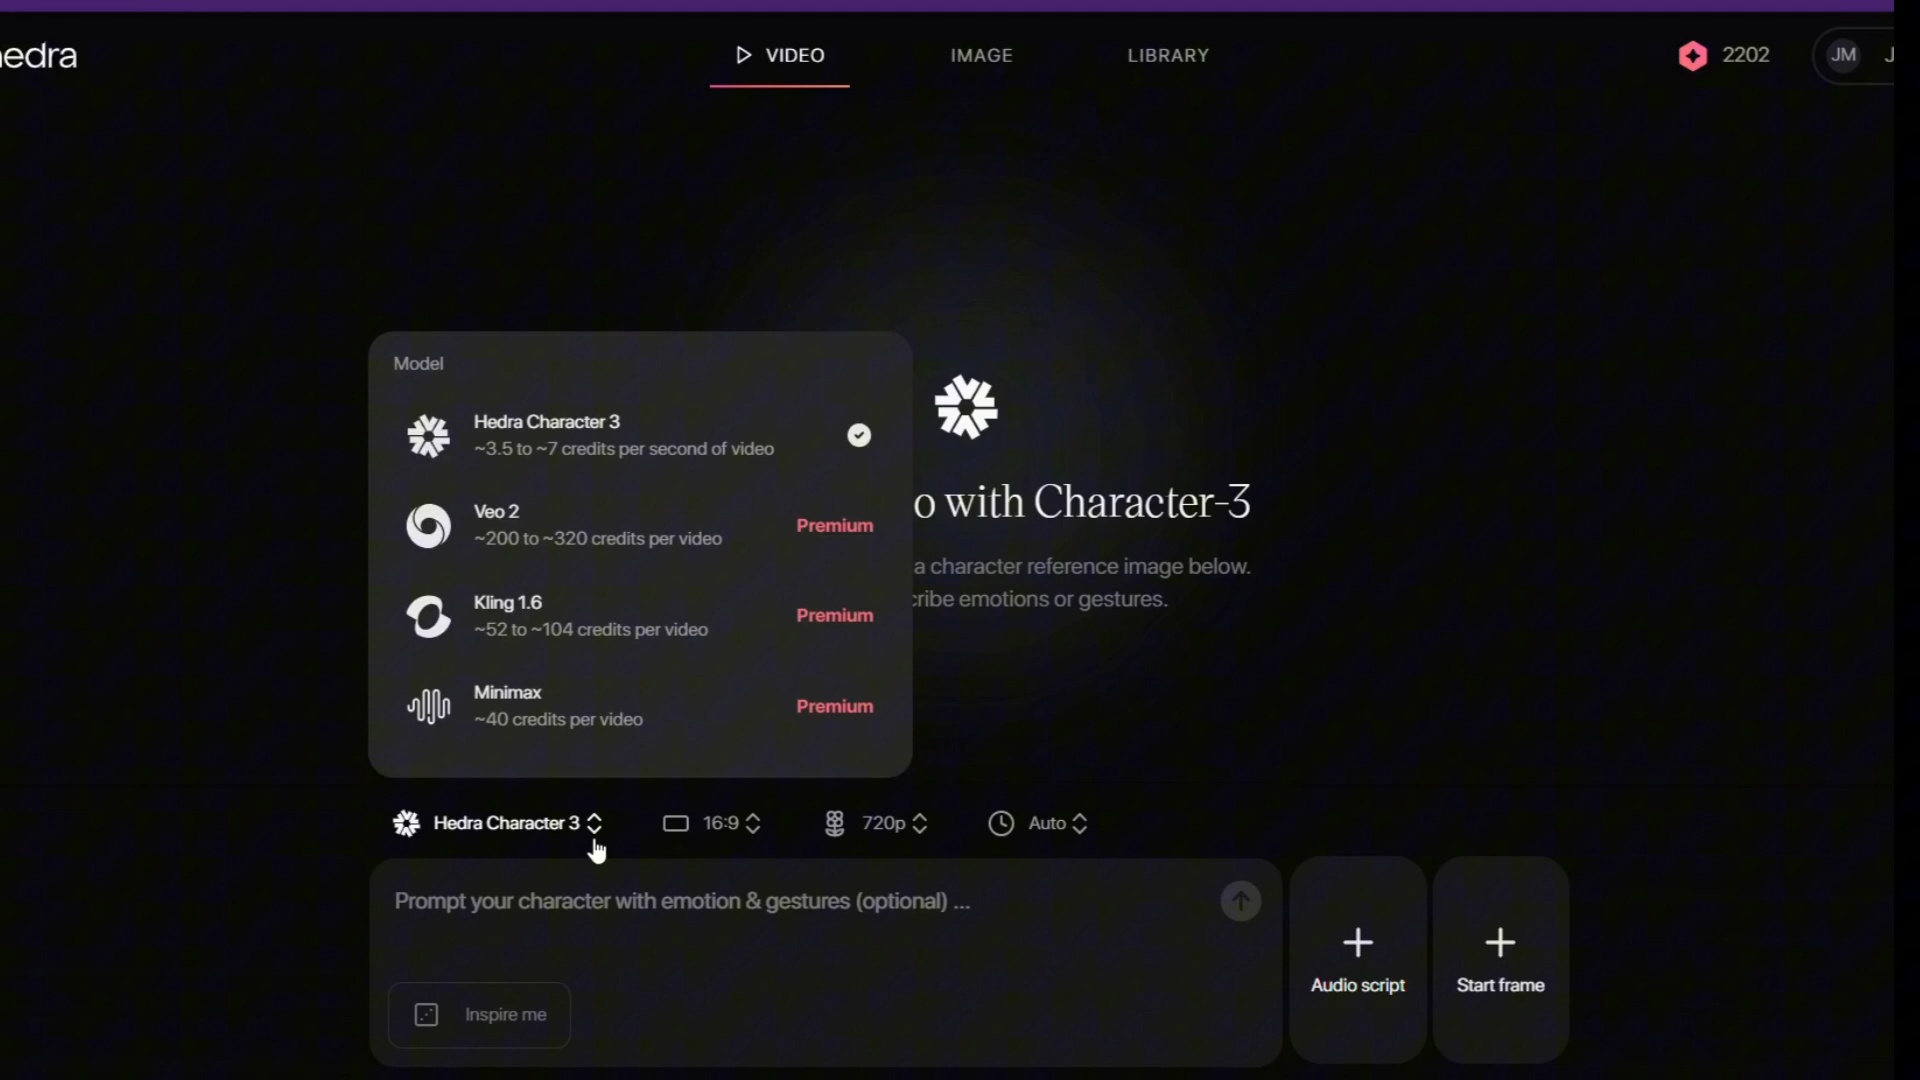 hedra
VIDEO
IMAGE
LIBRARY
2202
JM
J
Model
Hedra Character 3
~3.5 to ~7 credits per second of video
Veo 2
~200 to ~320 credits per video
Premium
Kling 1.6
~52 to ~104 credits per video
Premium
Minimax
~40 credits per video
Premium
o with Character-3
a character reference image below.
cribe emotions or gestures.
Hedra Character 3
16:9
720p
Auto
Prompt your character with emotion & gestures (optional) ...
Inspire me
Audio script
Start frame